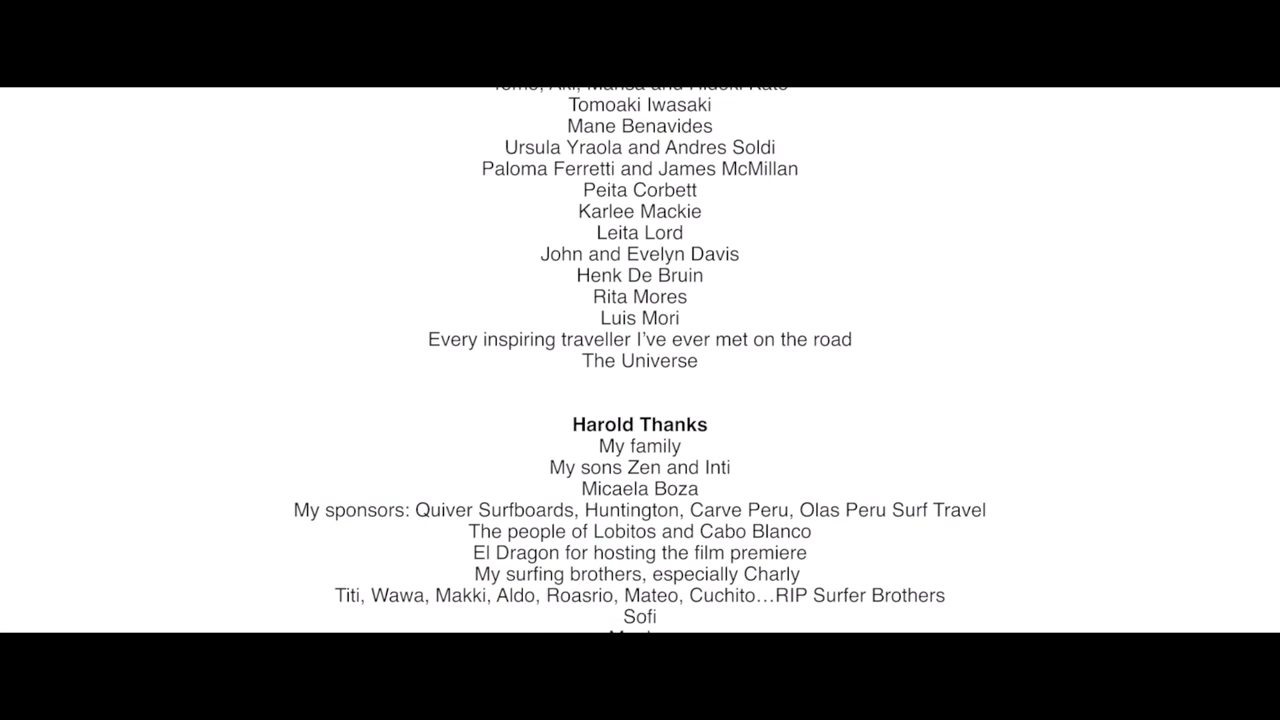 Tomoaki Iwasaki
Mane Benavides
Ursula Yraola and Andres Soldi
Paloma Ferretti and James McMillan
Peita Corbett
Karlee Mackie
Leita Lord
John and Evelyn Davis
Henk De Bruin
Rita Mores
Luis Mori
Every inspiring traveller I’ve ever met on the road
The Universe
Harold Thanks
My family
My sons Zen and Inti
Micaela Boza
My sponsors: Quiver Surfboards, Huntington, Carve Peru, Olas Peru Surf Travel
The people of Lobitos and Cabo Blanco
El Dragon for hosting the film premiere
My surfing brothers, especially Charly
Titi, Wawa, Makki, Aldo, Roasrio, Mateo, Cuchito…RIP Surfer Brothers
Sofi